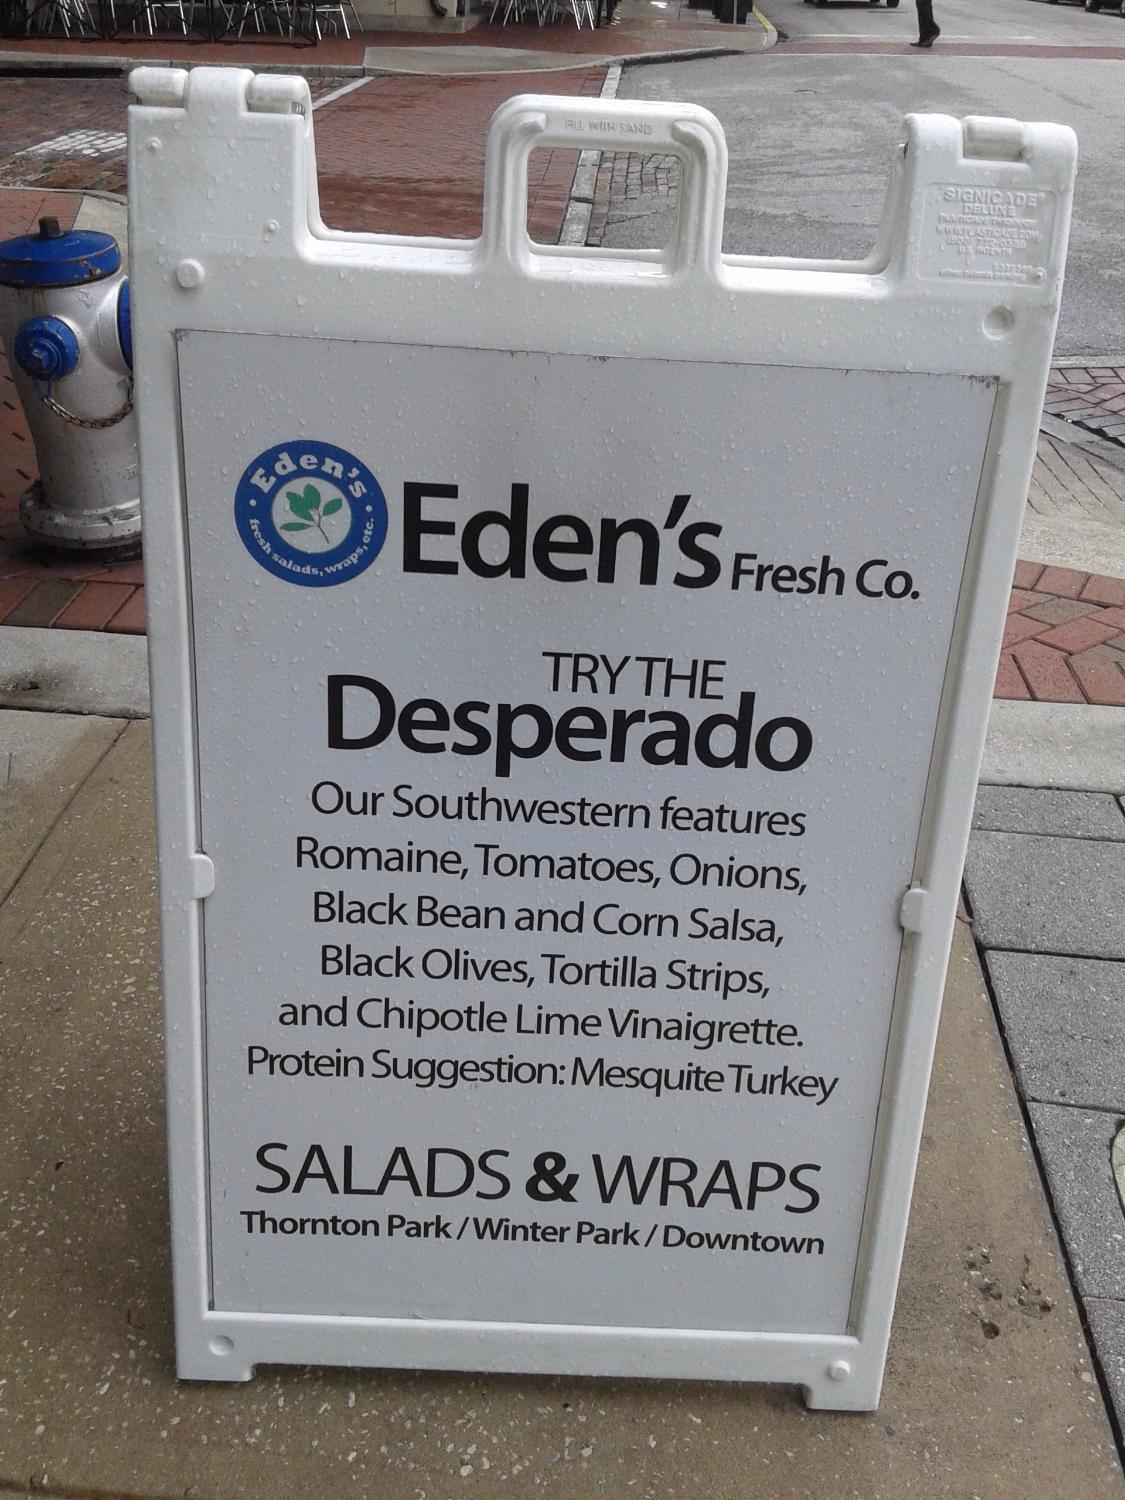 FILL WITH SAND
SIGNICADE
DELUXE
Eden's
fresh salads, wraps, etc.
Eden's Fresh Co.
TRY THE
Desperado
Our Southwestern features
Romaine, Tomatoes, Onions,
Black Bean and Corn Salsa,
Black Olives, Tortilla Strips,
and Chipotle Lime Vinaigrette.
Protein Suggestion: Mesquite Turkey
SALADS & WRAPS
Thornton Park / Winter Park / Downtown